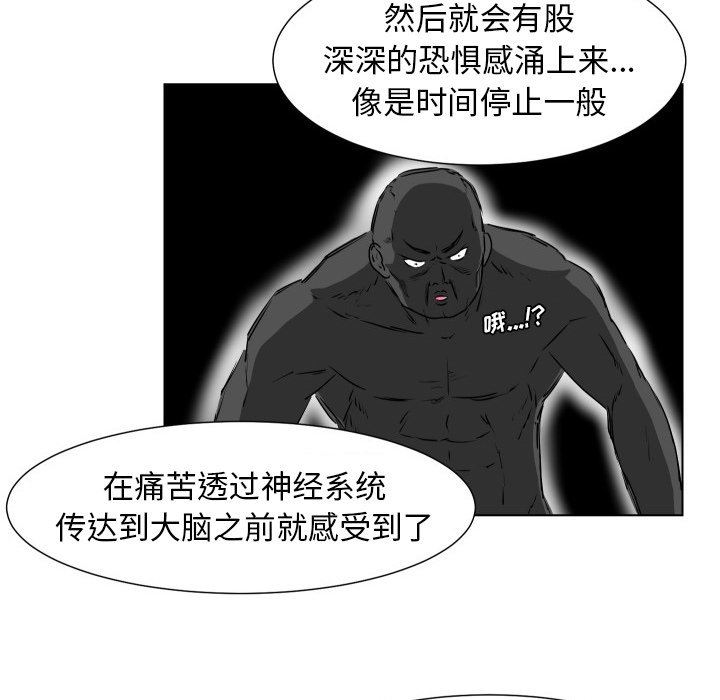 然后就会有股
深深的恐惧感涌上来...
像是时间停止一般
哦...!?
在痛苦透过神经系统
传达到大脑之前就感受到了